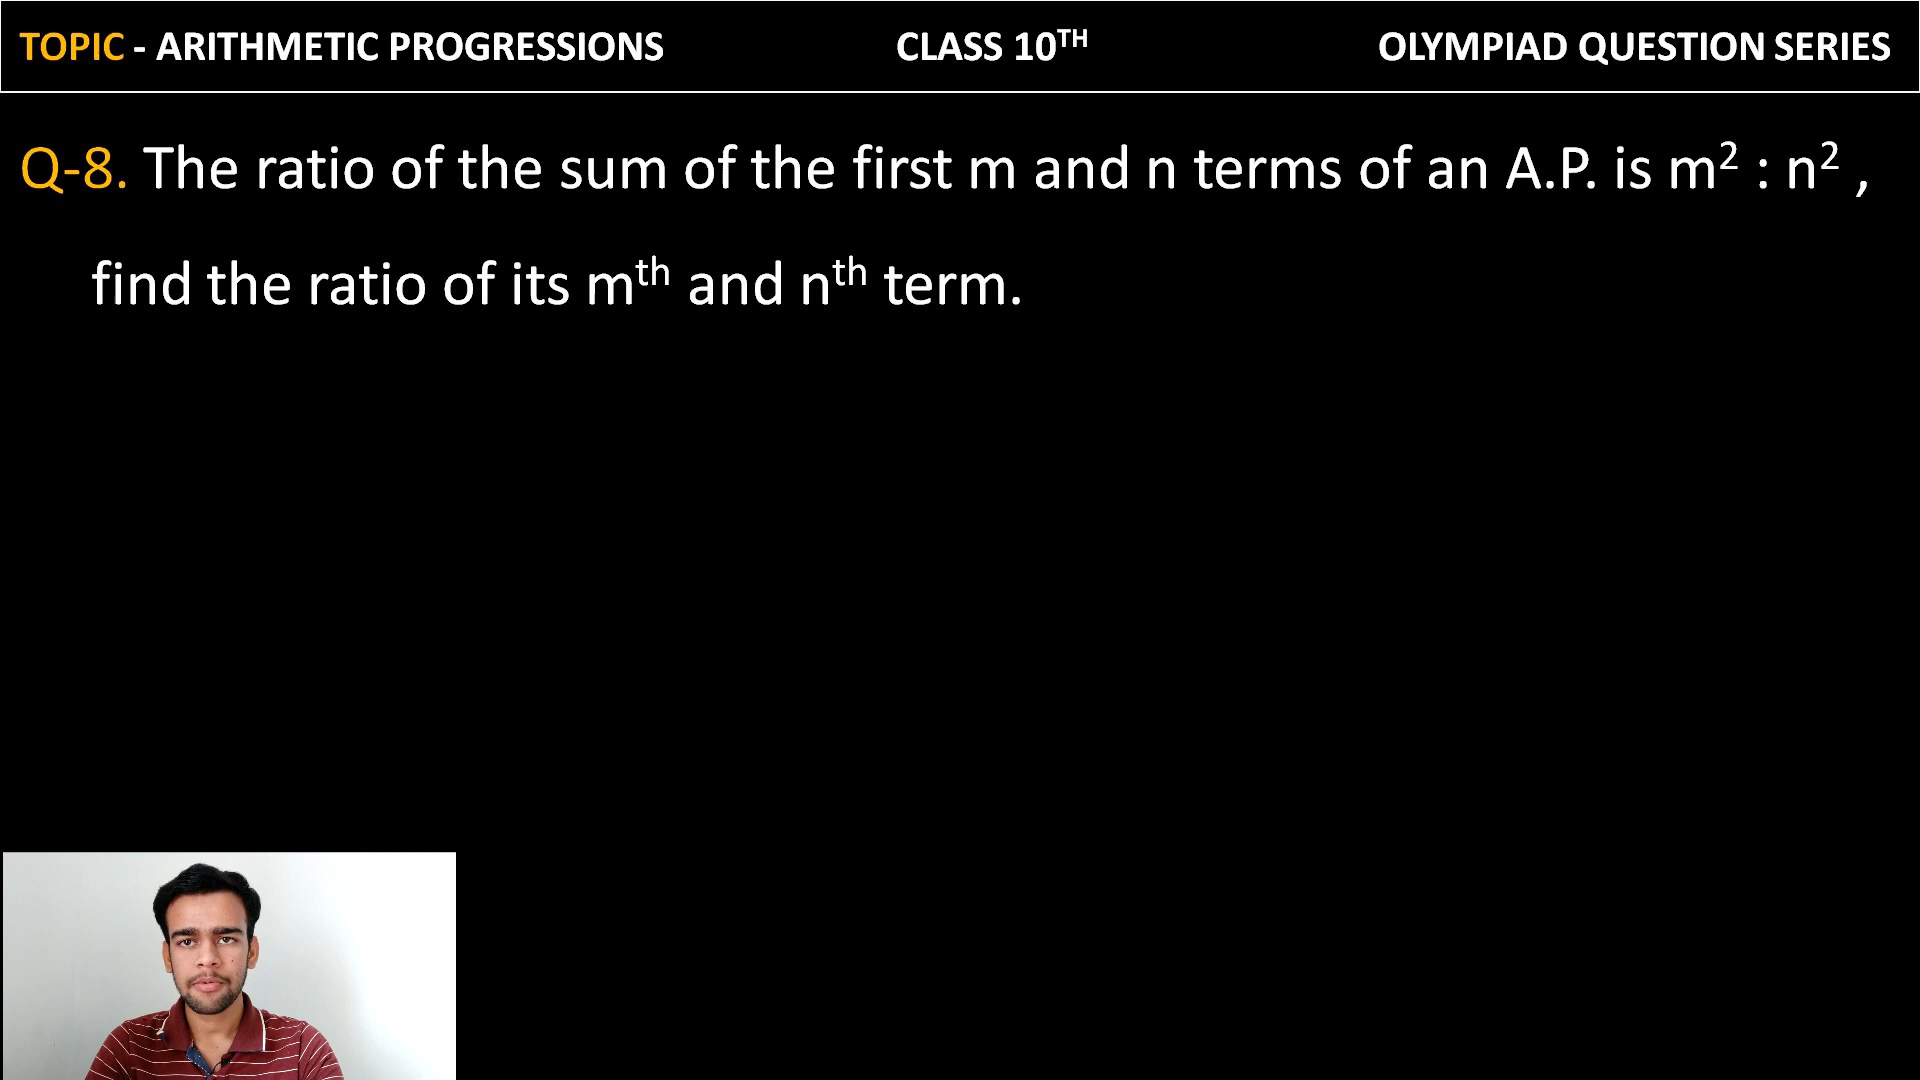 TOPIC - ARITHMETIC PROGRESSIONS CLASS 10TH OLYMPIAD QUESTION SERIES
Q-8. The ratio of the sum of the first m and n terms of an A.P. is m² : n² ,
find the ratio of its mᵗʰ and nᵗʰ term.